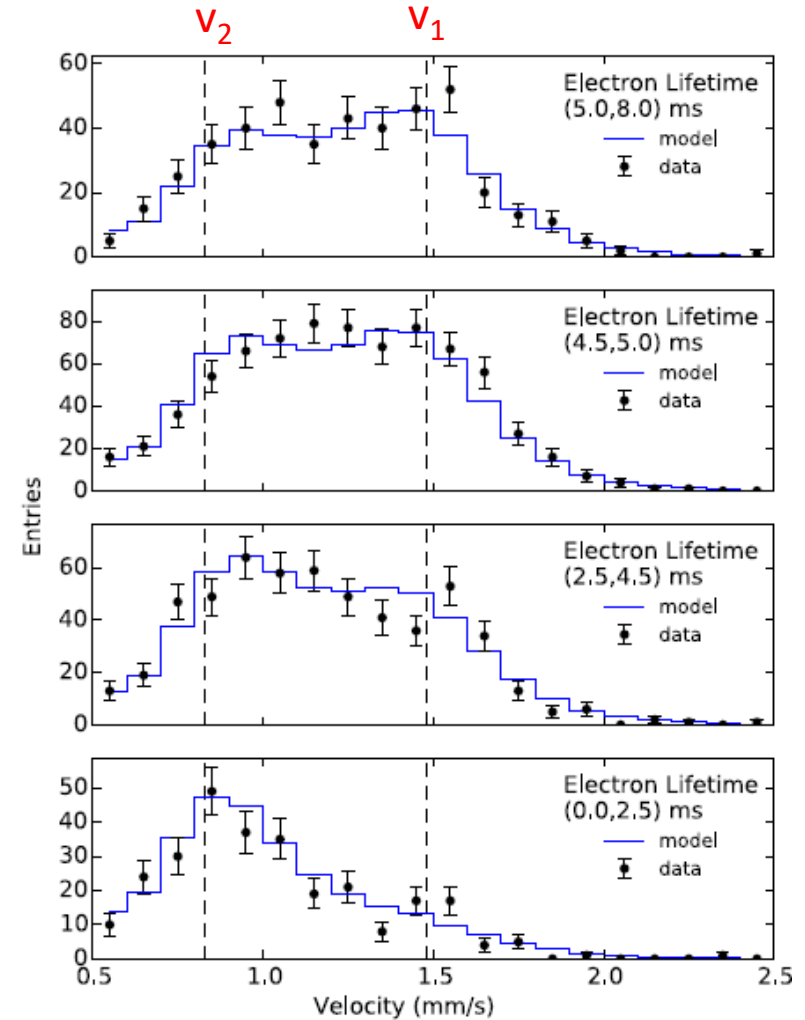 v2 v1
60
40
20
0
Electron Lifetime
(5.0,8.0) ms
model
data
80
60
40
20
0
Electron Lifetime
(4.5,5.0) ms
model
data
60
40
20
0
Electron Lifetime
(2.5,4.5) ms
model
data
50
40
30
20
10
0
Electron Lifetime
(0.0,2.5) ms
model
data
Entries
0.5 1.0 1.5 2.0 2.5
Velocity (mm/s)